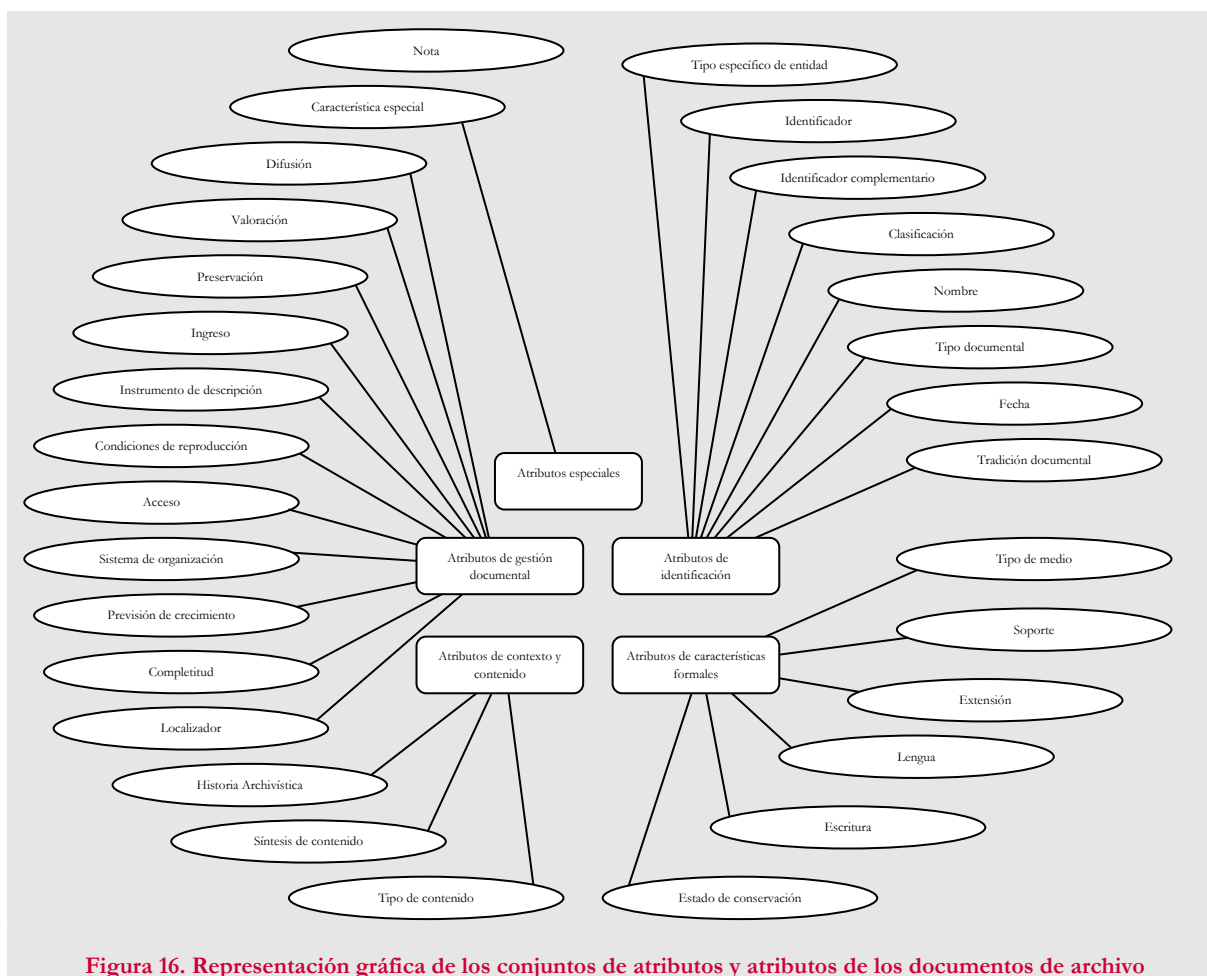 Nota
Tipo específico de entidad
Característica especial
Identificador
Difusión
Identificador complementario
Valoración
Clasificación
Preservación
Nombre
Ingreso
Tipo documental
Instrumento de descripción
Fecha
Condiciones de reproducción
Tradición documental
Atributos especiales
Acceso
Sistema de organización
Atributos de gestión
documental
Atributos de
identificación
Tipo de medio
Previsión de crecimiento
Soporte
Completitud
Atributos de contexto y
contenido
Atributos de características
formales
Extensión
Localizador
Lengua
Historia Archivística
Escritura
Síntesis de contenido
Tipo de contenido
Estado de conservación
Figura 16. Representación gráfica de los conjuntos de atributos y atributos de los documentos de archivo